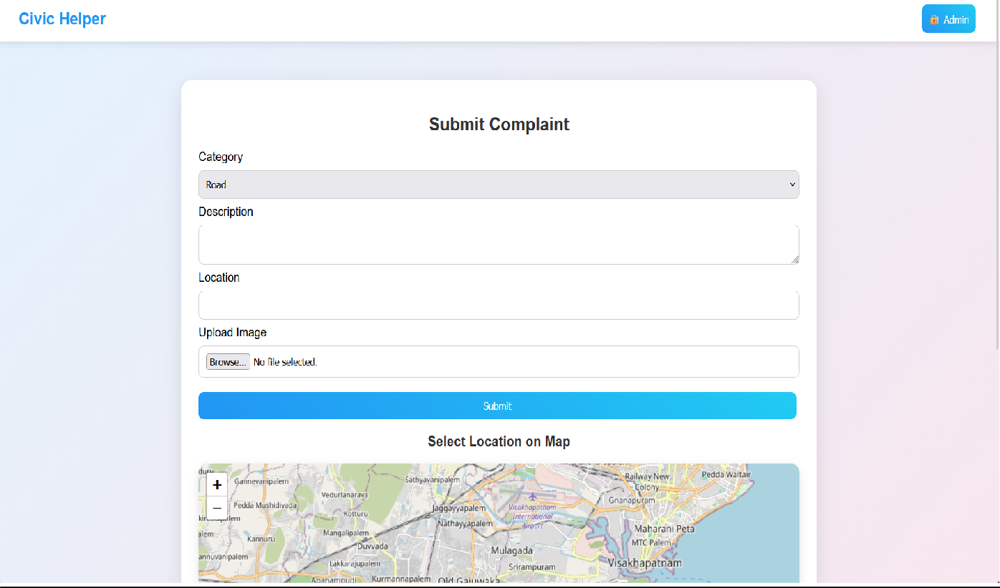 Civic Helper
Admin
Submit Complaint
Category
Road
Description
Location
Upload Image
Browse... No file selected.
Submit
Select Location on Map
+
−
Gannevanipalem
Sathyavanipalem
Railway New
Colony
Pedda Waltair
Vedurlanarava
Pedda Mushidivada
Kotturu
Jaggayyapalem
Visakhapatnam
International
Airport
Gnanapuram
Nathayyapalem
Maharani Peta
Mangalipalem
Kannuru
MTC Palem
Duvvada
Mulagada
Lakkarajupalem
Srirampuram
Visakhapatnam
Kurmannapalem
Old Gajuwaka